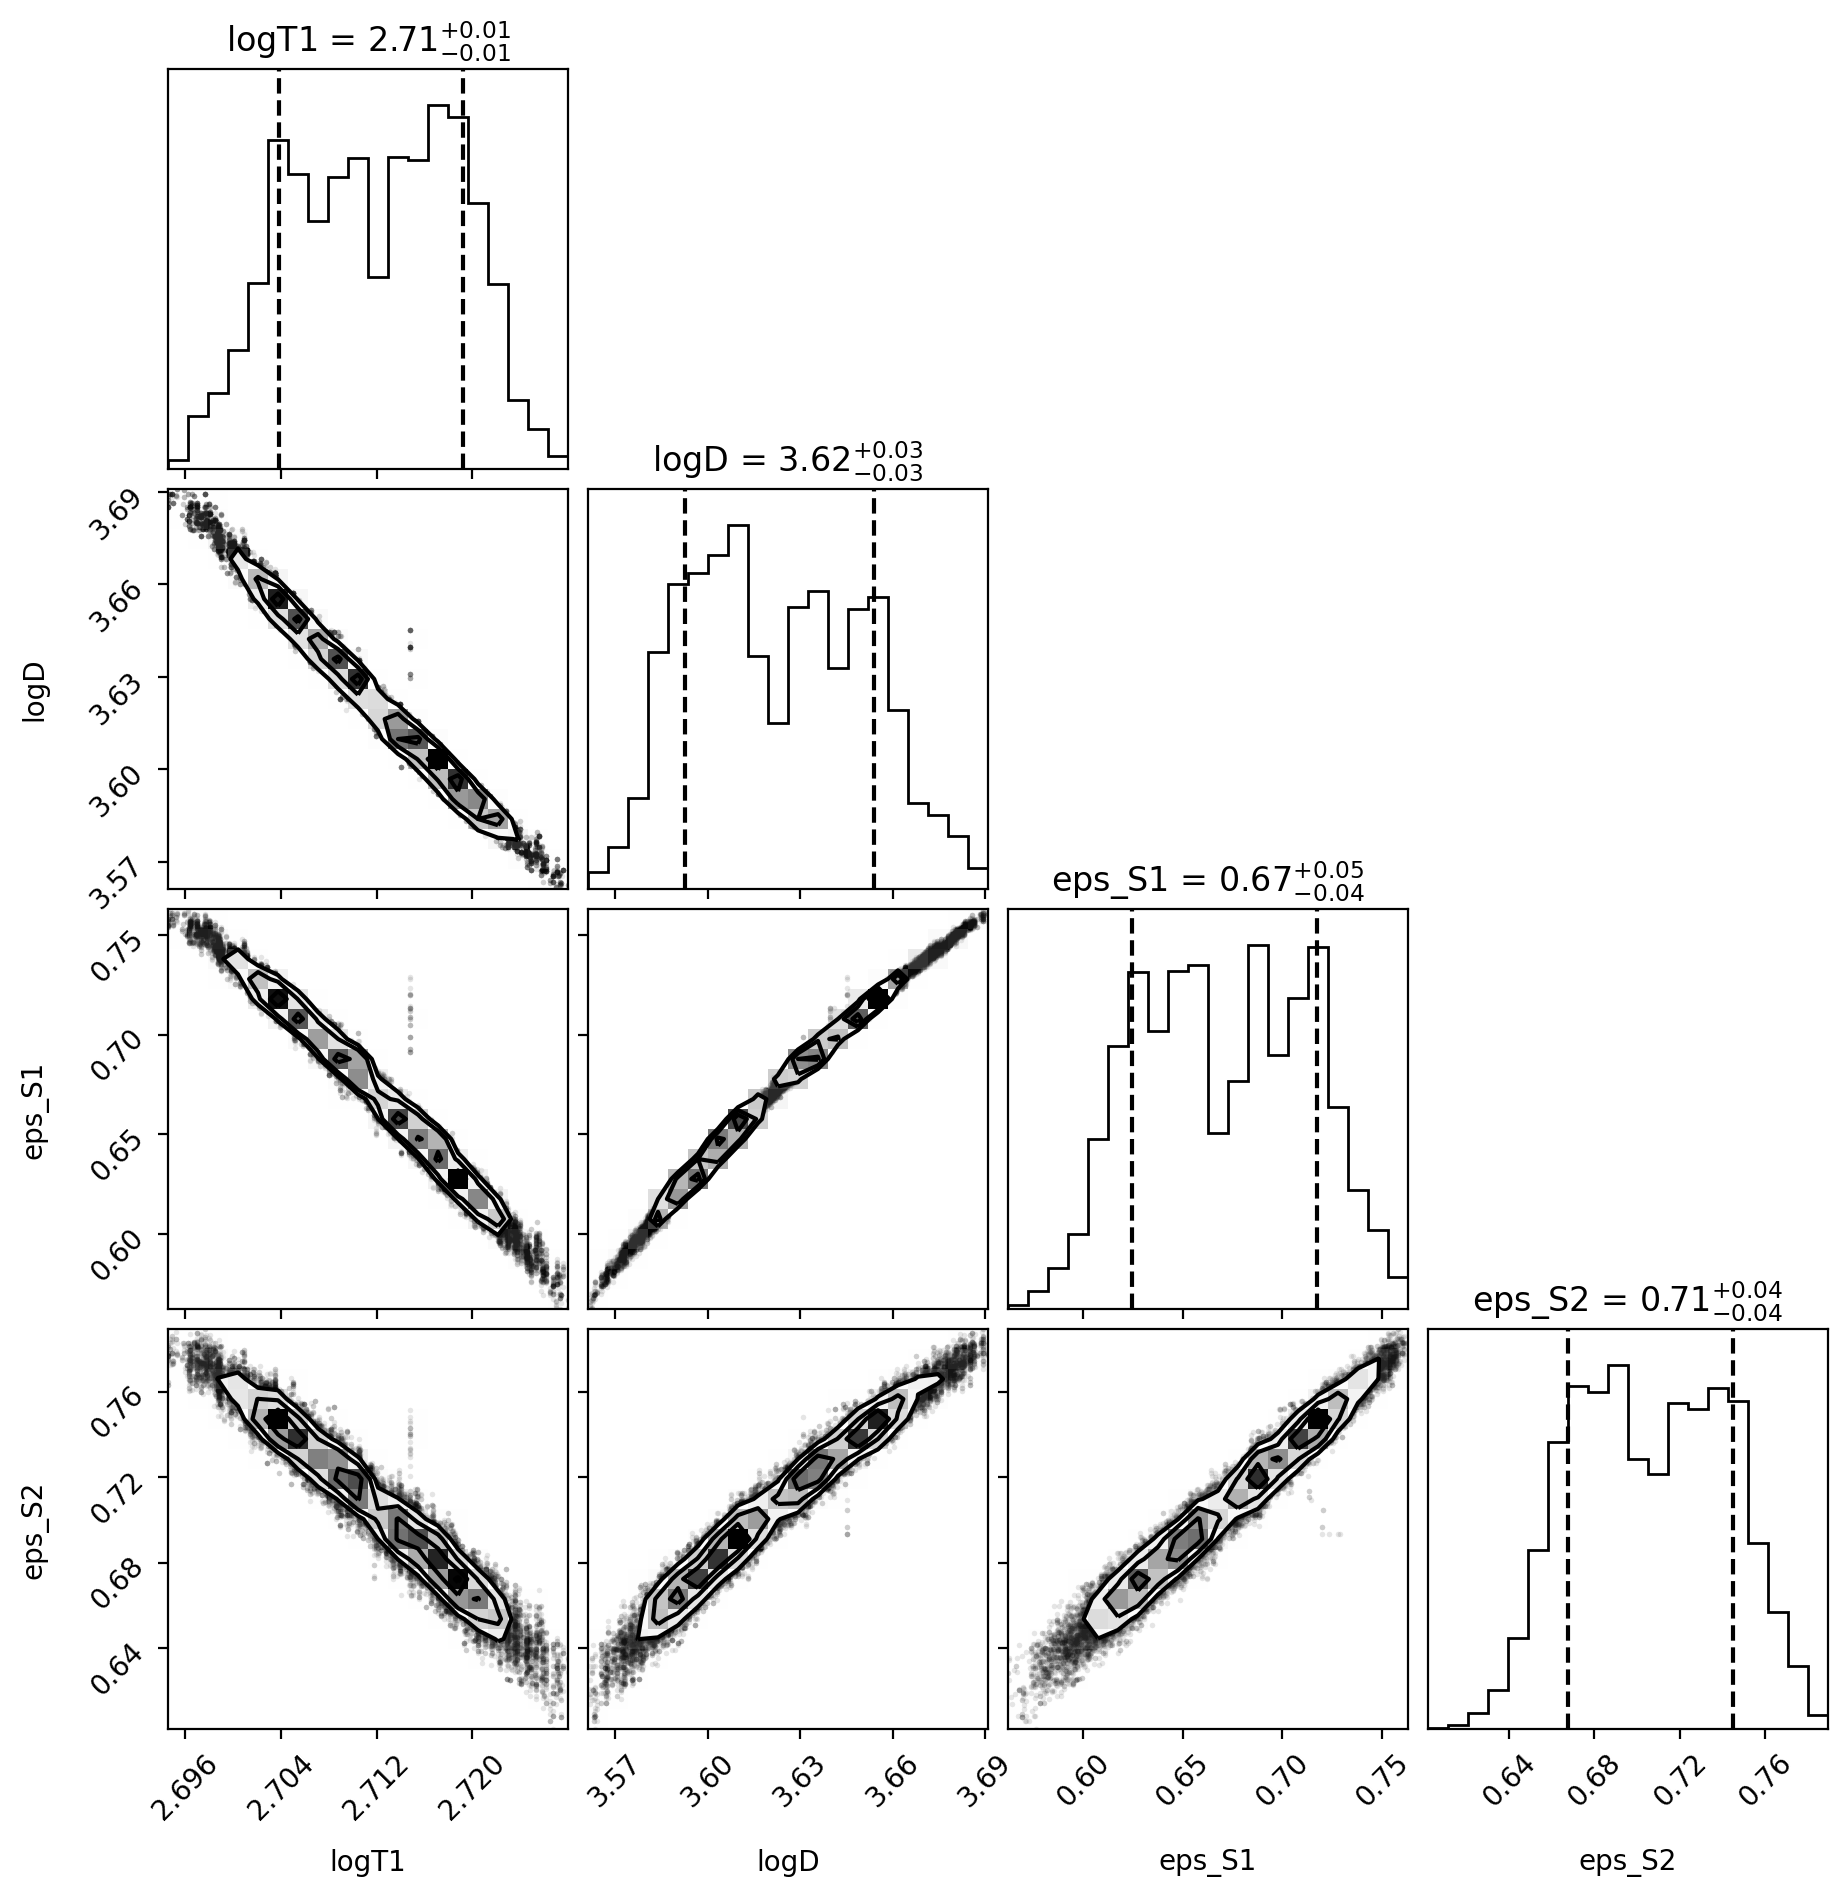 logT1 = 2.71+0.01 −0.01
logD = 3.62+0.03 −0.03
3.69
3.66
3.63
3.60
3.57
logD
eps_S1 = 0.67+0.05 −0.04
0.75
0.70
0.65
0.60
eps_S1
eps_S2 = 0.71+0.04 −0.04
0.76
0.72
0.68
0.64
eps_S2
2.696 2.704 2.712 2.720 3.57 3.60 3.63 3.66 3.69 0.60 0.65 0.70 0.75 0.64 0.68 0.72 0.76
logT1 logD eps_S1 eps_S2